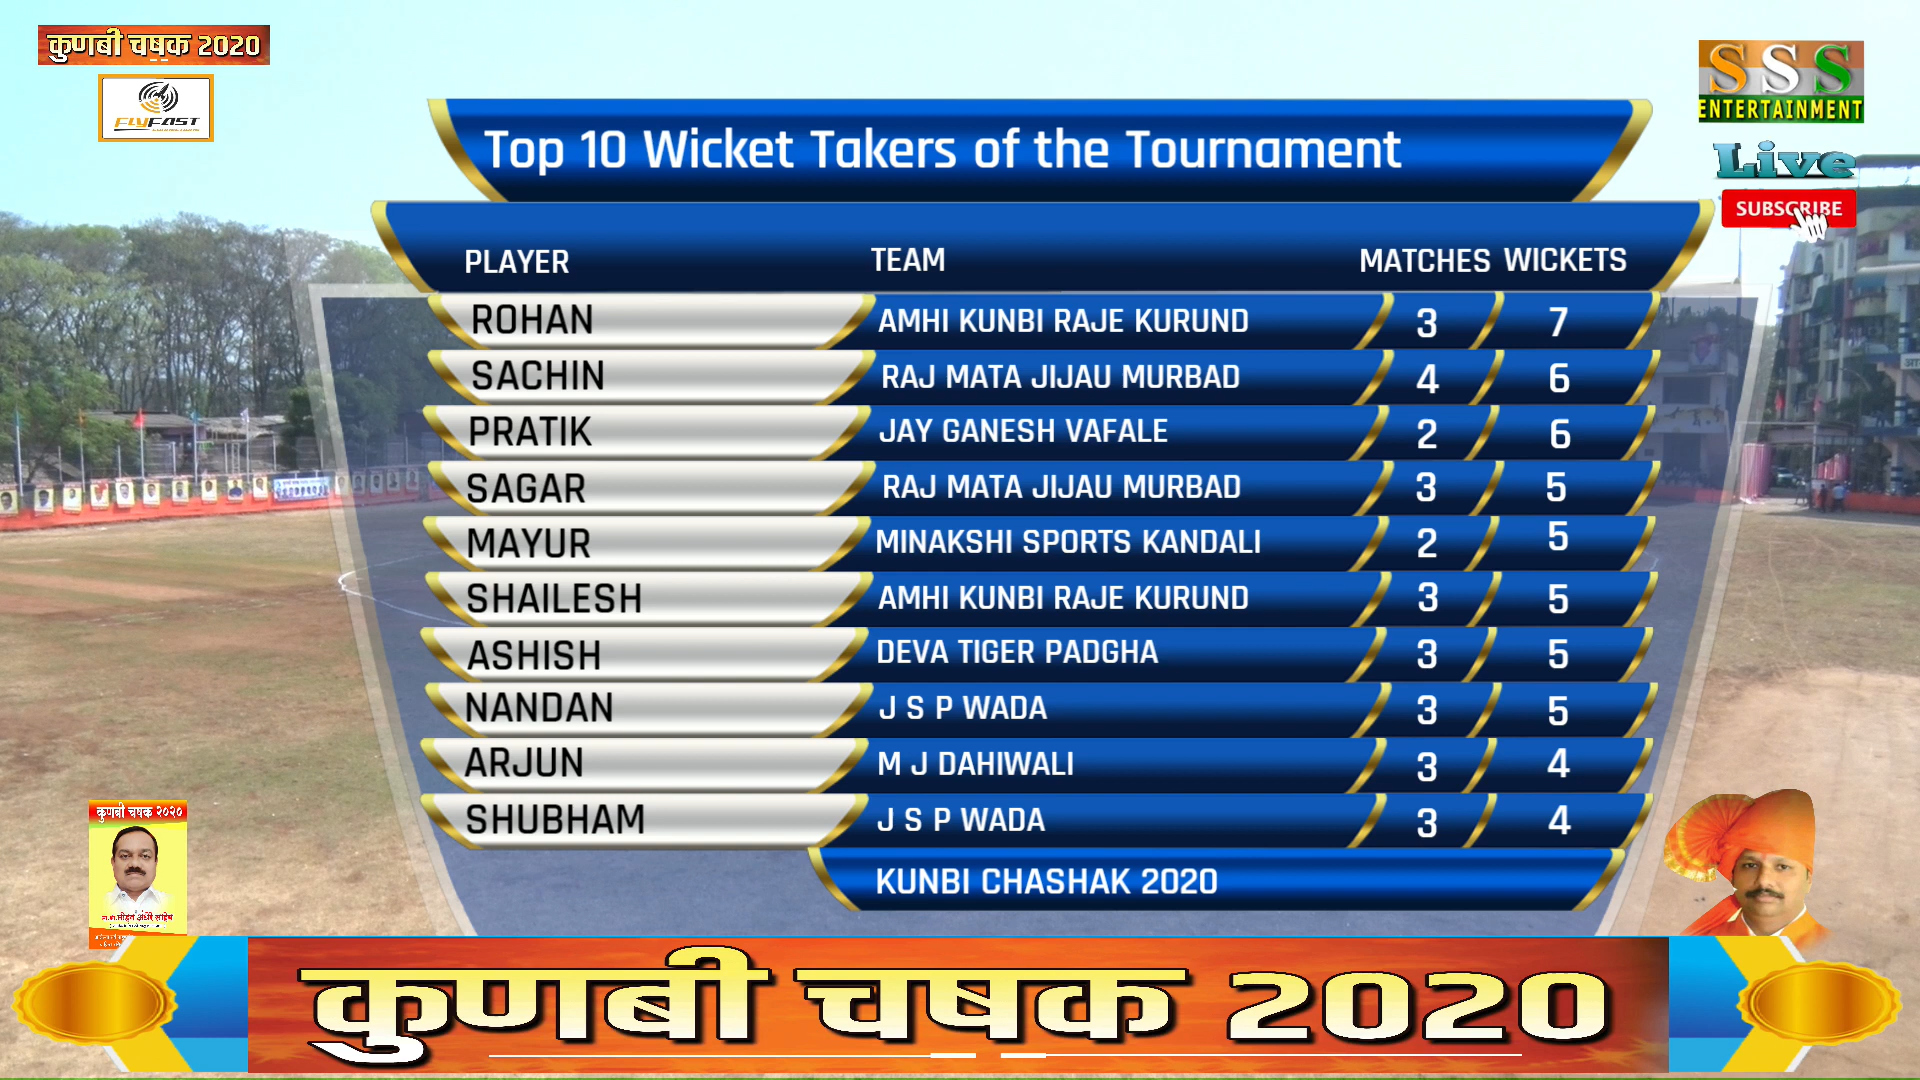 कुणबी चषक 2020
FLYFAST
SSS
ENTERTAINMENT
Live
SUBSCRIBE
Top 10 Wicket Takers of the Tournament
PLAYER TEAM MATCHES WICKETS
ROHAN AMHI KUNBI RAJE KURUND 3 7
SACHIN RAJ MATA JIJAU MURBAD 4 6
PRATIK JAY GANESH VAFALE 2 6
SAGAR RAJ MATA JIJAU MURBAD 3 5
MAYUR MINAKSHI SPORTS KANDALI 2 5
SHAILESH AMHI KUNBI RAJE KURUND 3 5
ASHISH DEVA TIGER PADGHA 3 5
NANDAN J S P WADA 3 5
ARJUN M J DAHIWALI 3 4
SHUBHAM J S P WADA 3 4
KUNBI CHASHAK 2020
कुणबी चषक २०२०
कुणबी चषक 2020